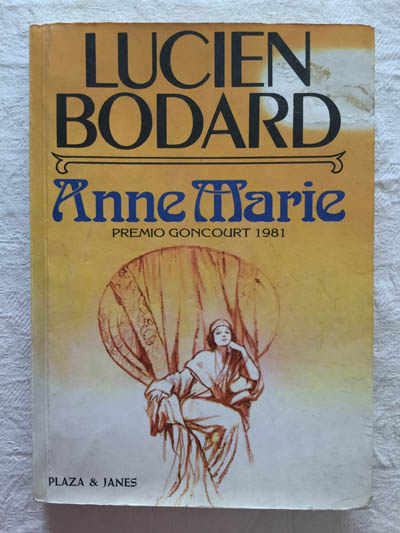 LUCIEN
BODARD
Anne Marie
PREMIO GONCOURT 1981
PLAZA & JANES